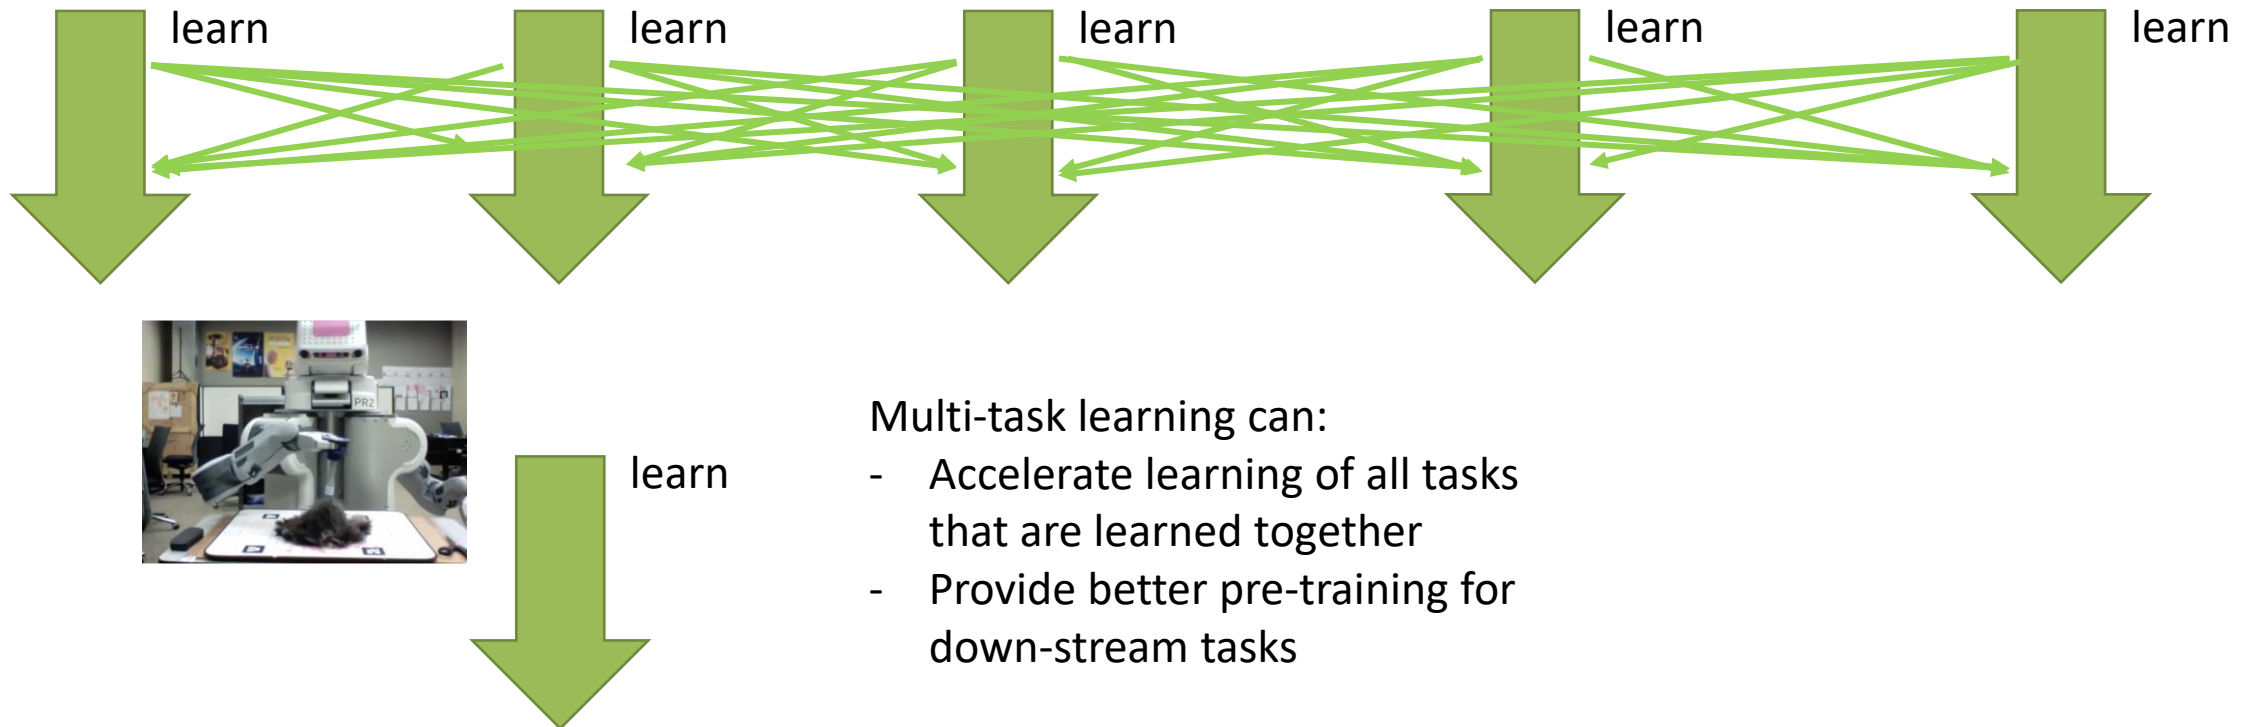 learn learn learn learn learn
PR2
learn
Multi-task learning can:
- Accelerate learning of all tasks
that are learned together
- Provide better pre-training for
down-stream tasks